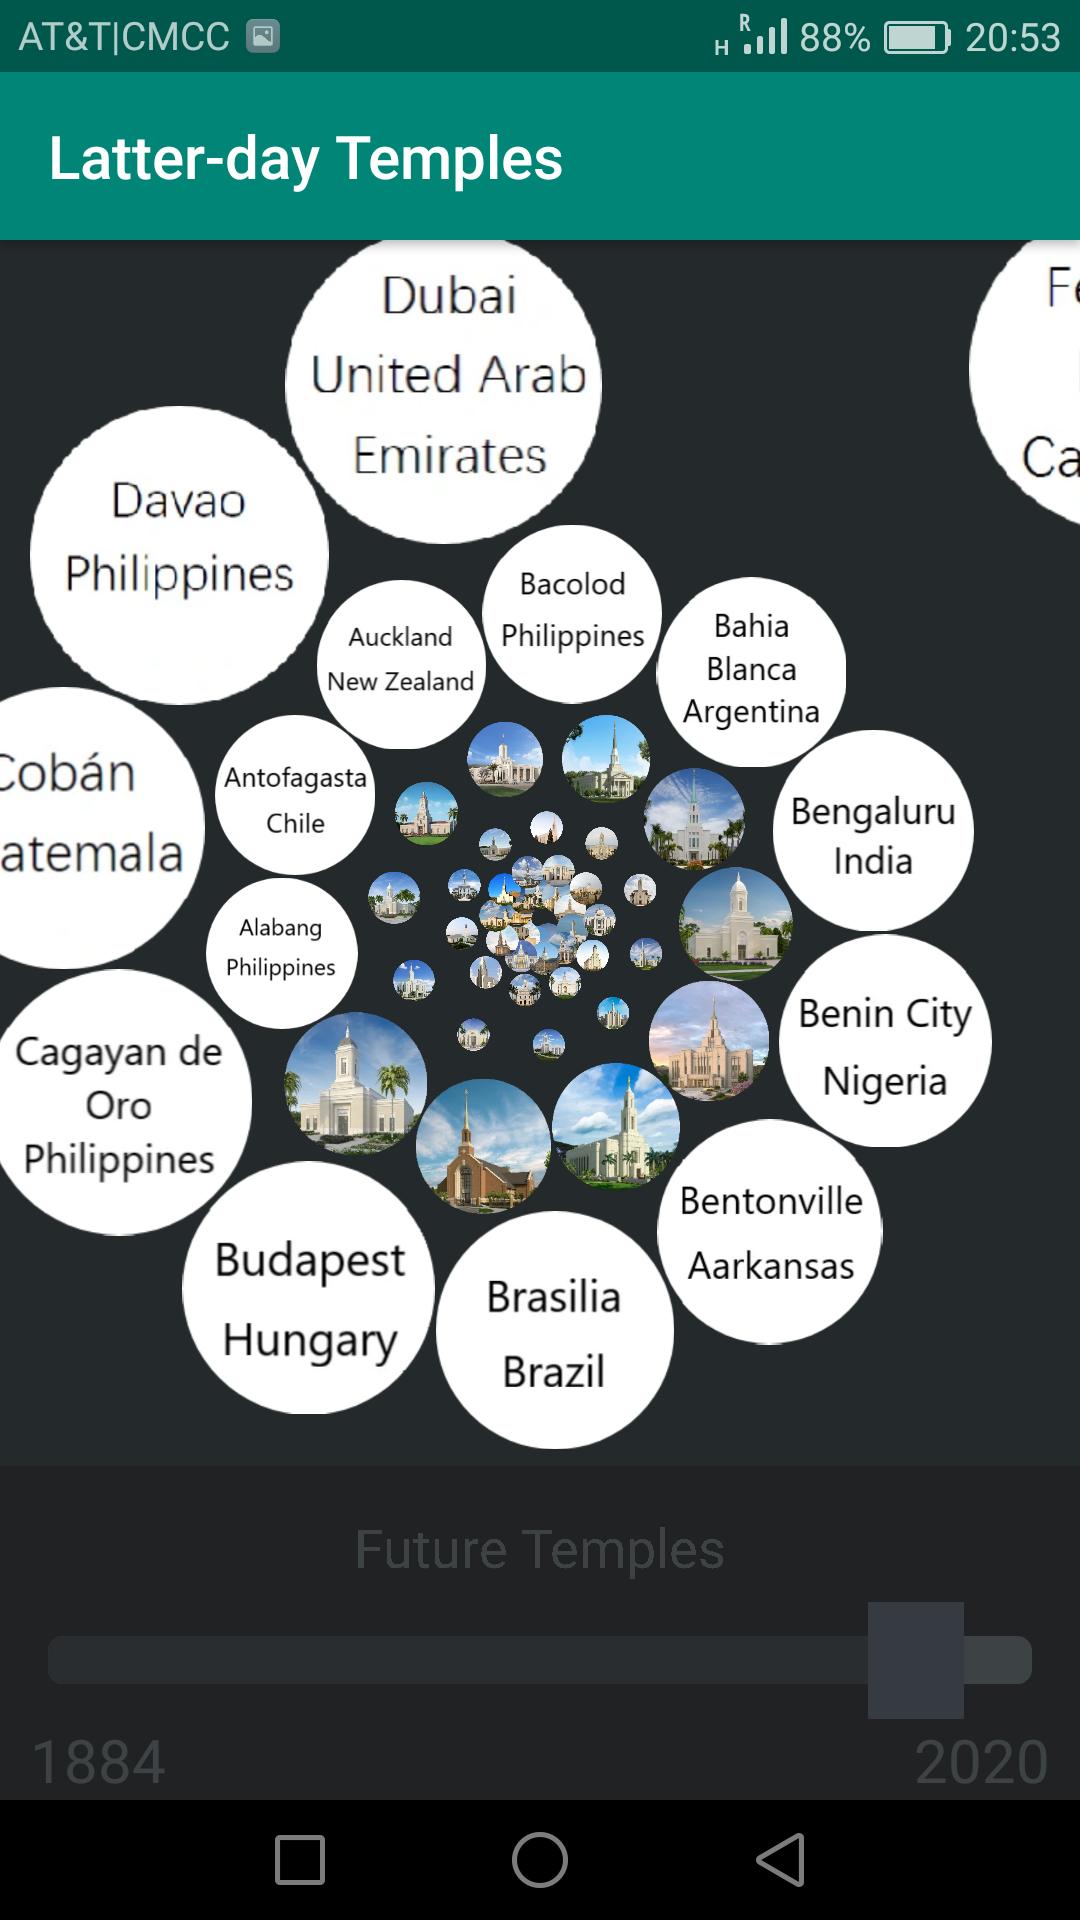 AT&T|CMCC
H R 88% 20:53
Latter-day Temples
Dubai
United Arab
Emirates
Fe
Ca
Davao
Philippines
Bacolod
Philippines
Auckland
New Zealand
Bahia
Blanca
Argentina
Cobán
atemala
Antofagasta
Chile
Bengaluru
India
Alabang
Philippines
Benin City
Nigeria
Cagayan de
Oro
Philippines
Bentonville
Aarkansas
Budapest
Hungary
Brasilia
Brazil
Future Temples
1884
2020